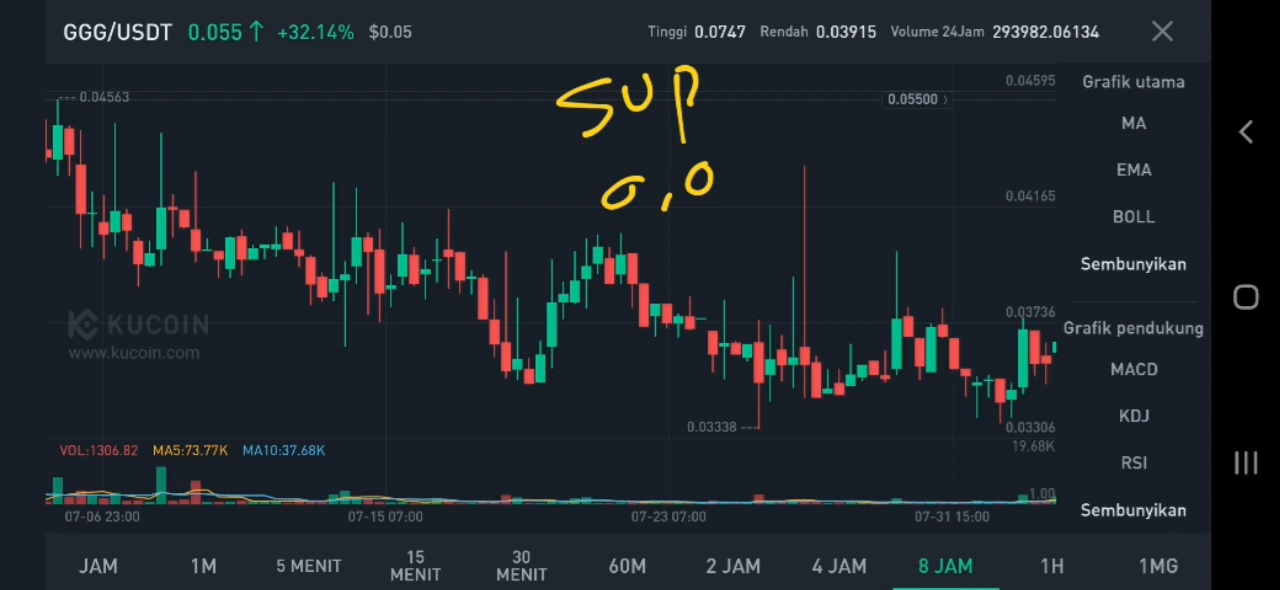 GGG/USDT 0.055↑ +32.14% $0.05 Tinggi 0.0747 Rendah 0.03915 Volume 24Jam 293982.06134
Grafik utama
0.04595
0.04563
0.05500
sup
0,0
MA
EMA
0.04165
BOLL
Sembunyikan
0.03736
KUCOIN
www.kucoin.com
Grafik pendukung
MACD
KDJ
0.03338
0.03306
19.68K
VOL:1306.82 MA5:73.77K MA10:37.68K
RSI
1.00
07-06 23:00 07-15 07:00 07-23 07:00 07-31 15:00
Sembunyikan
JAM 1M 5 MENIT 15 MENIT 30 MENIT 60M 2 JAM 4 JAM 8 JAM 1H 1MG